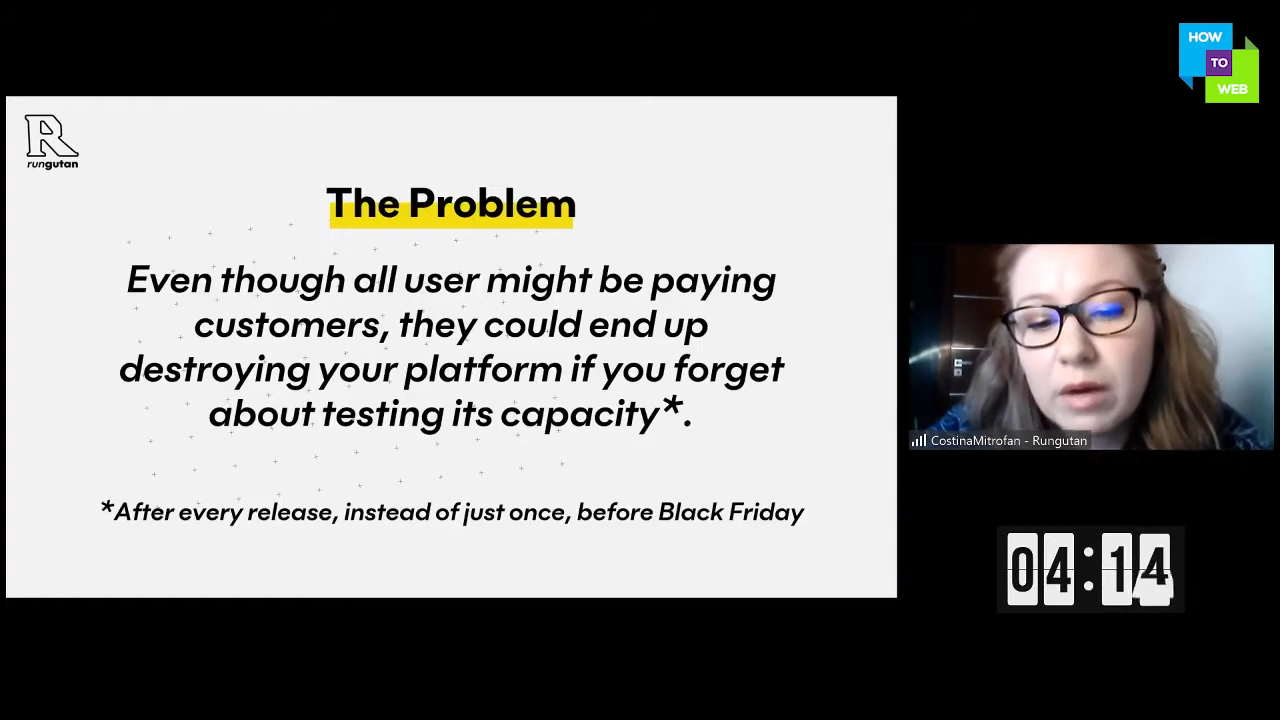 HOW
TO
WEB
rungutan
The Problem
Even though all user might be paying
customers, they could end up
destroying your platform if you forget
about testing its capacity*.
*After every release, instead of just once, before Black Friday
CostinaMitrofan - Rungutan
04:14